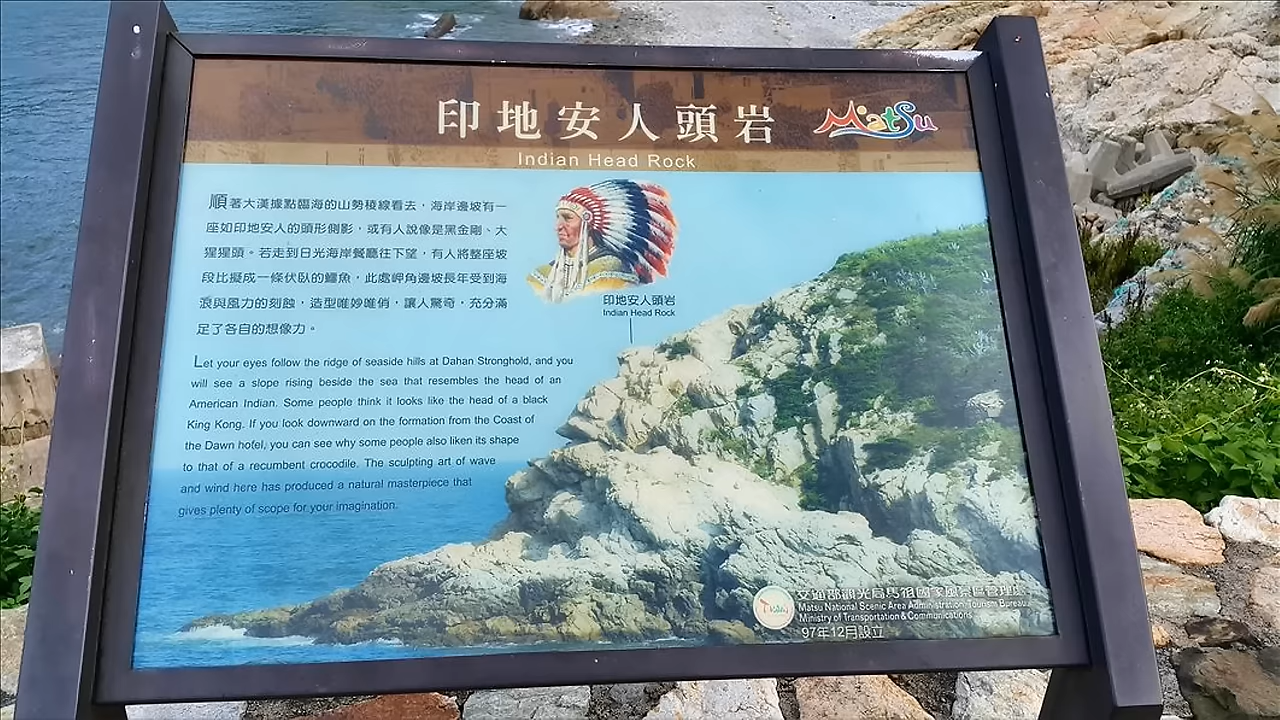 印地安人頭岩
Matsu
Indian Head Rock
順著大漢據點臨海的山勢稜線看去，海岸邊坡有一
座如印地安人的頭形側影，或有人說像是黑金剛、大
猩猩頭。若走到日光海岸餐廳往下望，有人將整座坡
段比擬成一條伏臥的鱷魚，此處岬角邊坡長年受到海
浪與風力的刻蝕，造型唯妙唯俏，讓人驚奇，充分滿
足了各自的想像力。
印地安人頭岩
Indian Head Rock
Let your eyes follow the ridge of seaside hills at Dahan Stronghold, and you
will see a slope rising beside the sea that resembles the head of an
American Indian. Some people think it looks like the head of a black
King Kong. If you look downward on the formation from the Coast of
the Dawn hotel, you can see why some people also liken its shape
to that of a recumbent crocodile. The sculpting art of wave
and wind here has produced a natural masterpiece that
gives plenty of scope for your imagination.
交通部觀光局馬祖國家風景區管理處
Matsu National Scenic Area Administration Tourism Bureau
Ministry of Transportation & Communications
97年12月設立